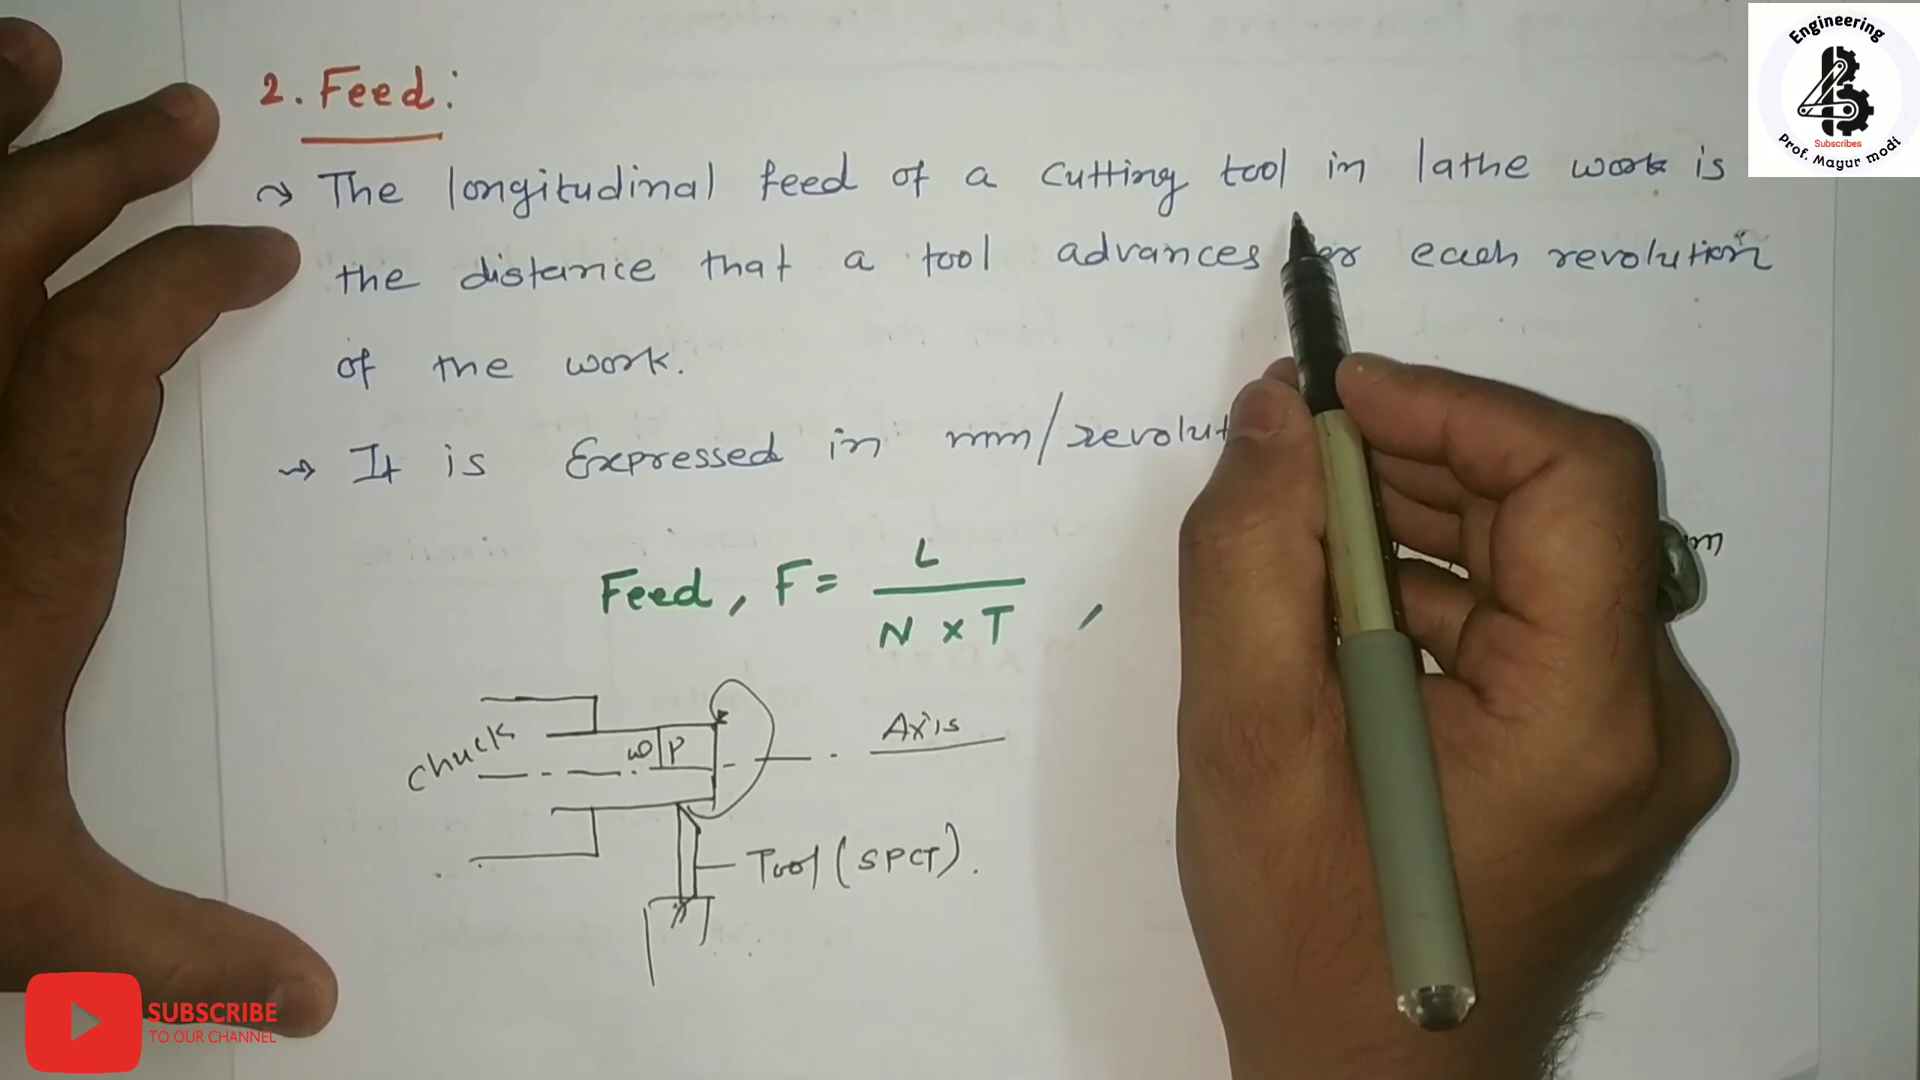 Engineering
Subscribes
Prof. Mayur modi
2. Feed:
The longitudinal feed of a cutting tool in lathe work is
the distance that a tool advances each revolution
of the work.
It is Expressed in mm/
Feed, F = L
N × T ,
Chuck
W P
Axis
Tool (SPCT).
SUBSCRIBE
TO OUR CHANNEL